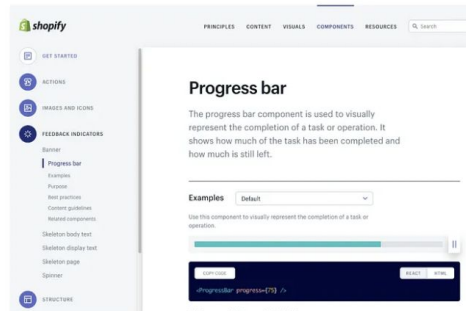 shopify
PRINCIPLES CONTENT VISUALS COMPONENTS RESOURCES Search
GET STARTED
ACTIONS
IMAGES AND ICONS
FEEDBACK INDICATORS
Banner
Progress bar
Examples
Purpose
Best practices
Content guidelines
Related components
Skeleton body text
Skeleton display text
Skeleton page
Spinner
STRUCTURE
Progress bar
The progress bar component is used to visually
represent the completion of a task or operation. It
shows how much of the task has been completed and
how much is still left.
Examples Default
Use this component to visually represent the completion of a task or
operation.
COPY CODE REACT HTML
<ProgressBar progress={75} />